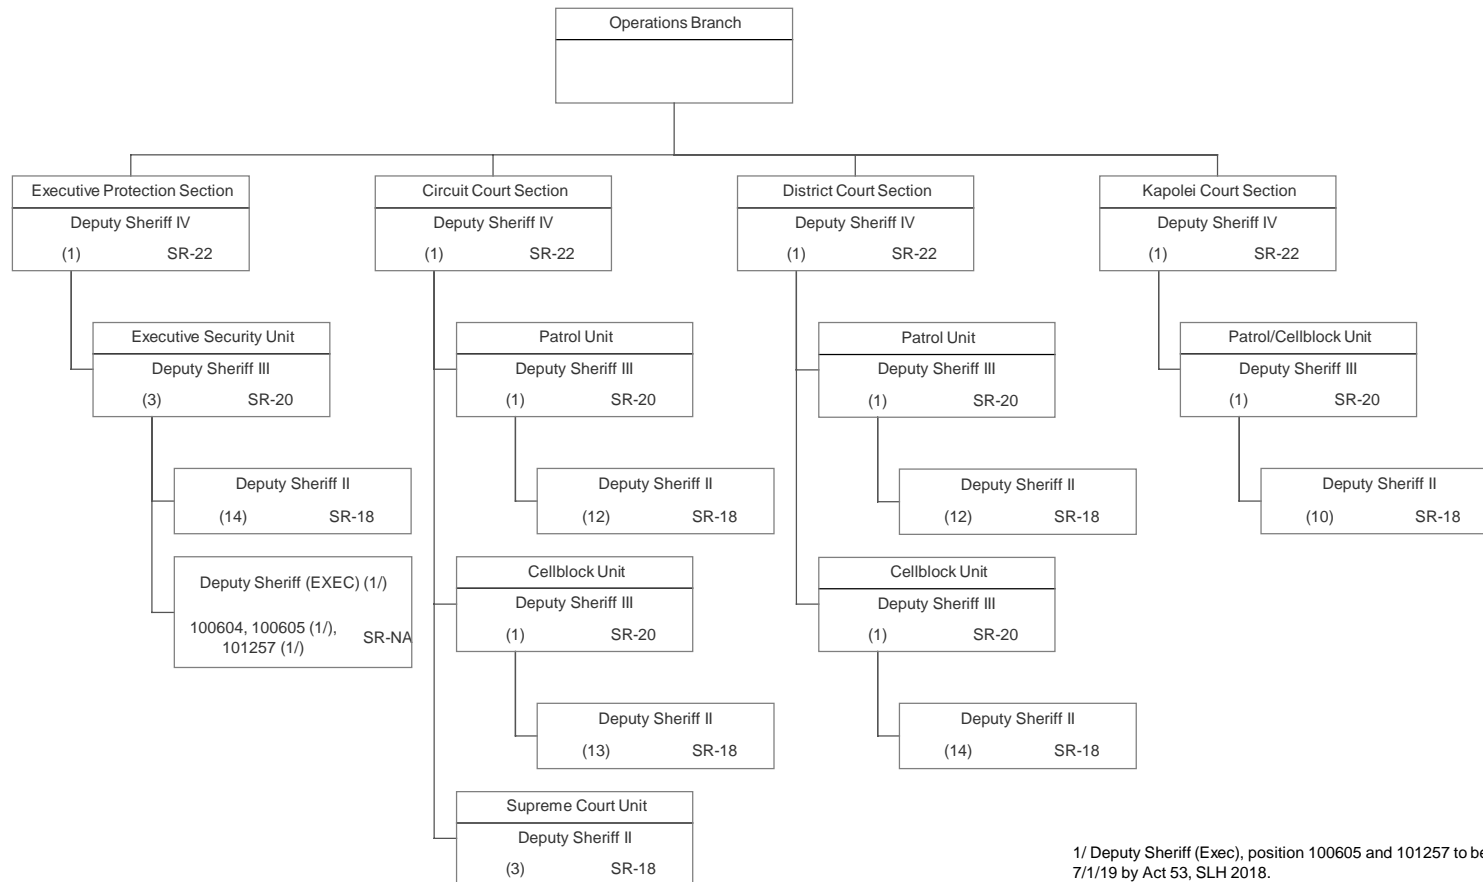 Operations Branch
Executive Protection Section
Deputy Sheriff IV
(1) SR-22
Executive Security Unit
Deputy Sheriff III
(3) SR-20
Deputy Sheriff II
(14) SR-18
Deputy Sheriff (EXEC) (1/)
100604, 100605 (1/),
101257 (1/)
SR-NA
Circuit Court Section
Deputy Sheriff IV
(1) SR-22
Patrol Unit
Deputy Sheriff III
(1) SR-20
Deputy Sheriff II
(12) SR-18
Cellblock Unit
Deputy Sheriff III
(1) SR-20
Deputy Sheriff II
(13) SR-18
Supreme Court Unit
Deputy Sheriff II
(3) SR-18
District Court Section
Deputy Sheriff IV
(1) SR-22
Patrol Unit
Deputy Sheriff III
(1) SR-20
Deputy Sheriff II
(12) SR-18
Cellblock Unit
Deputy Sheriff III
(1) SR-20
Deputy Sheriff II
(14) SR-18
Kapolei Court Section
Deputy Sheriff IV
(1) SR-22
Patrol/Cellblock Unit
Deputy Sheriff III
(1) SR-20
Deputy Sheriff II
(10) SR-18
1/ Deputy Sheriff (Exec), position 100605 and 101257 to be
7/1/19 by Act 53, SLH 2018.